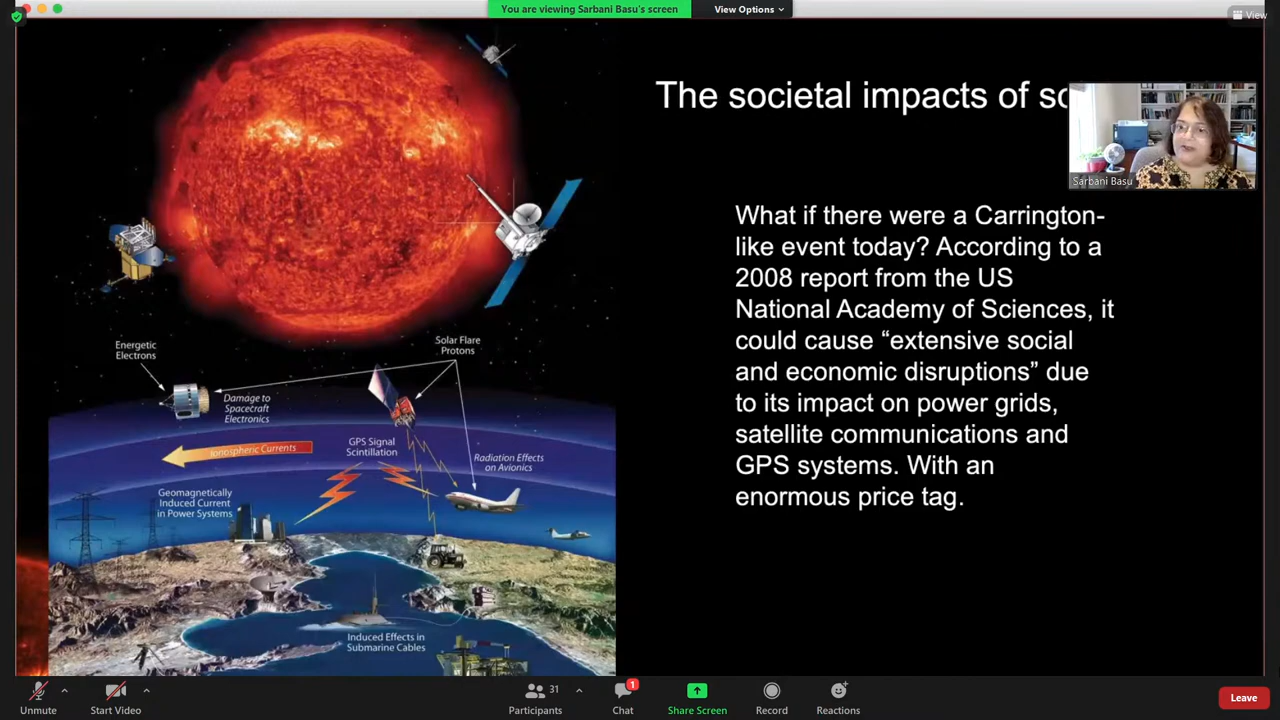 You are viewing Sarbani Basu's screen
View Options
View
The societal impacts of
Sarbani Basu
What if there were a Carrington-
like event today? According to a
2008 report from the US
National Academy of Sciences, it
could cause “extensive social
and economic disruptions” due
to its impact on power grids,
satellite communications and
GPS systems. With an
enormous price tag.
Energetic
Electrons
Solar Flare
Protons
Damage to
Spacecraft
Electronics
Ionospheric Currents
GPS Signal
Scintillation
Radiation Effects
on Avionics
Geomagnetically
Induced Current
in Power Systems
Induced Effects in
Submarine Cables
Unmute
Start Video
31
Participants
1
Chat
Share Screen
Record
Reactions
Leave